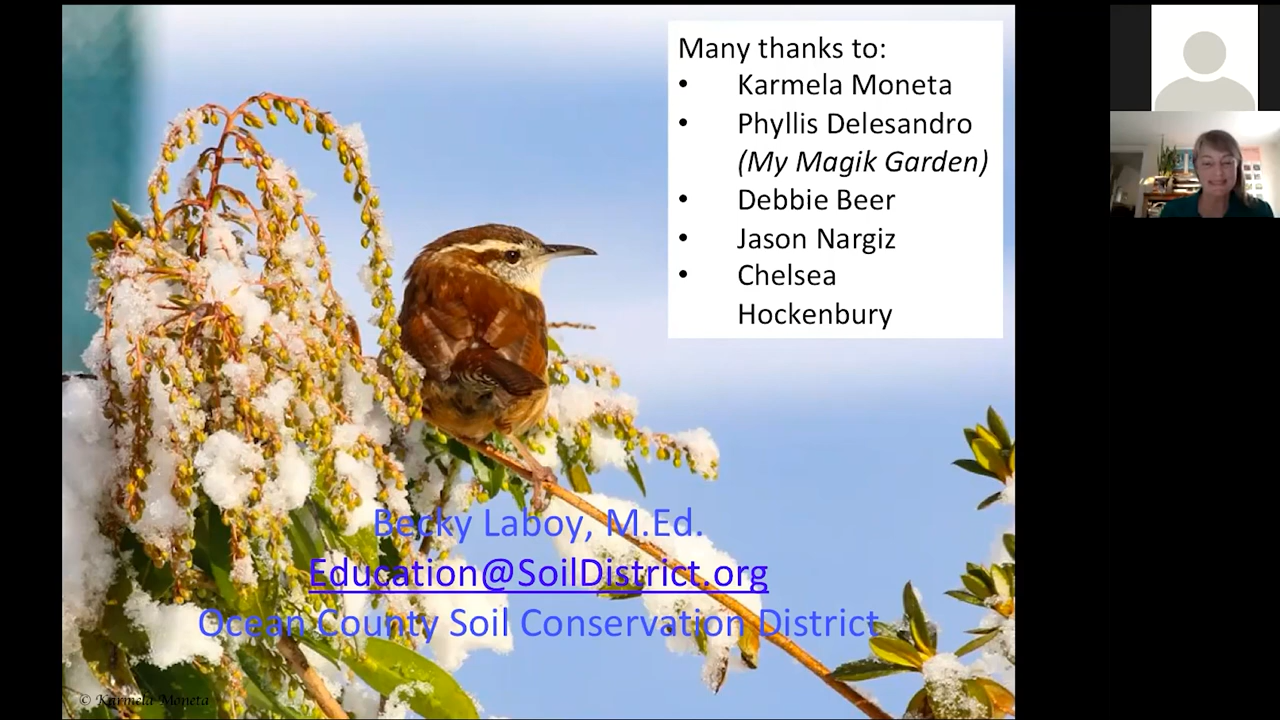 Many thanks to:
• Karmela Moneta
• Phyllis Delesandro
(My Magik Garden)
• Debbie Beer
• Jason Nargiz
• Chelsea
Hockenbury
Becky Laboy, M.Ed.
Education@SoilDistrict.org
Ocean County Soil Conservation District
© Karmela Moneta